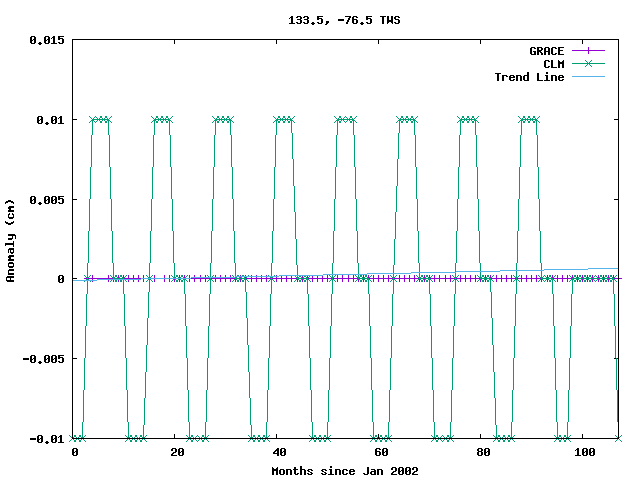 133.5, -76.5 TWS
GRACE
CLM
Trend Line
0.015
0.01
0.005
0
-0.005
-0.01
Anomaly (cm)
0 20 40 60 80 100
Months since Jan 2002